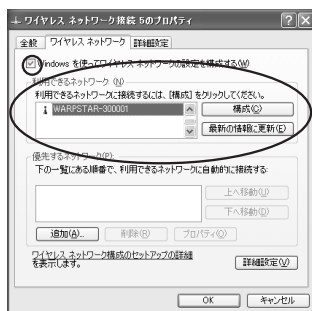 ワイヤレス ネットワーク接続 5のプロパティ
全般 ワイヤレス ネットワーク 詳細設定
Windows を使ってワイヤレス ネットワークの設定を構成する(W)
利用できるネットワーク (N)
利用できるネットワークに接続するには、[構成] をクリックしてください。
WARPSTAR-300001
構成(C)
最新の情報に更新(E)
優先するネットワーク(P):
下の一覧にある順番で、利用できるネットワークに自動的に接続する:
上へ移動(U)
下へ移動(D)
追加(A)... 削除(R) プロパティ(O)
ワイヤレス ネットワーク構成のセットアップの詳細
を表示します。
詳細設定(V)
OK キャンセル